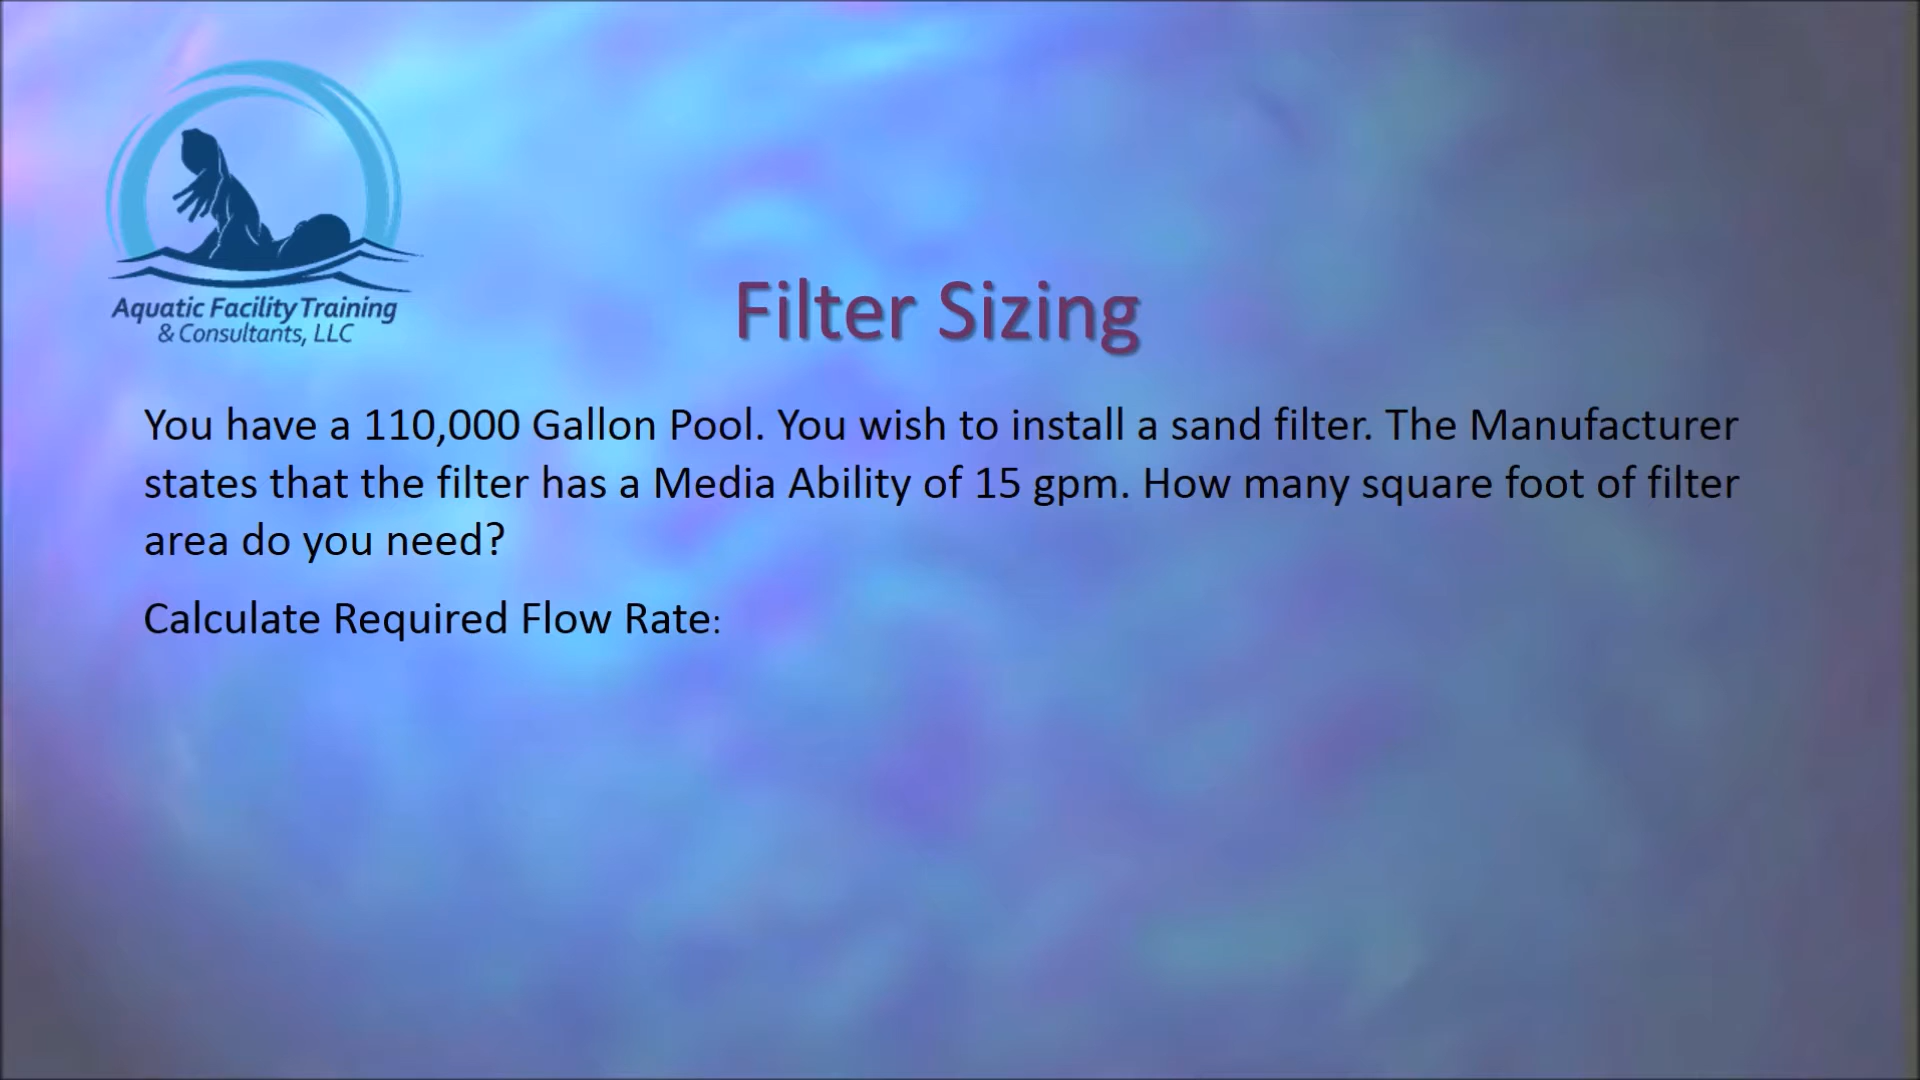 Aquatic Facility Training
& Consultants, LLC
Filter Sizing
You have a 110,000 Gallon Pool. You wish to install a sand filter. The Manufacturer
states that the filter has a Media Ability of 15 gpm. How many square foot of filter
area do you need?
Calculate Required Flow Rate: